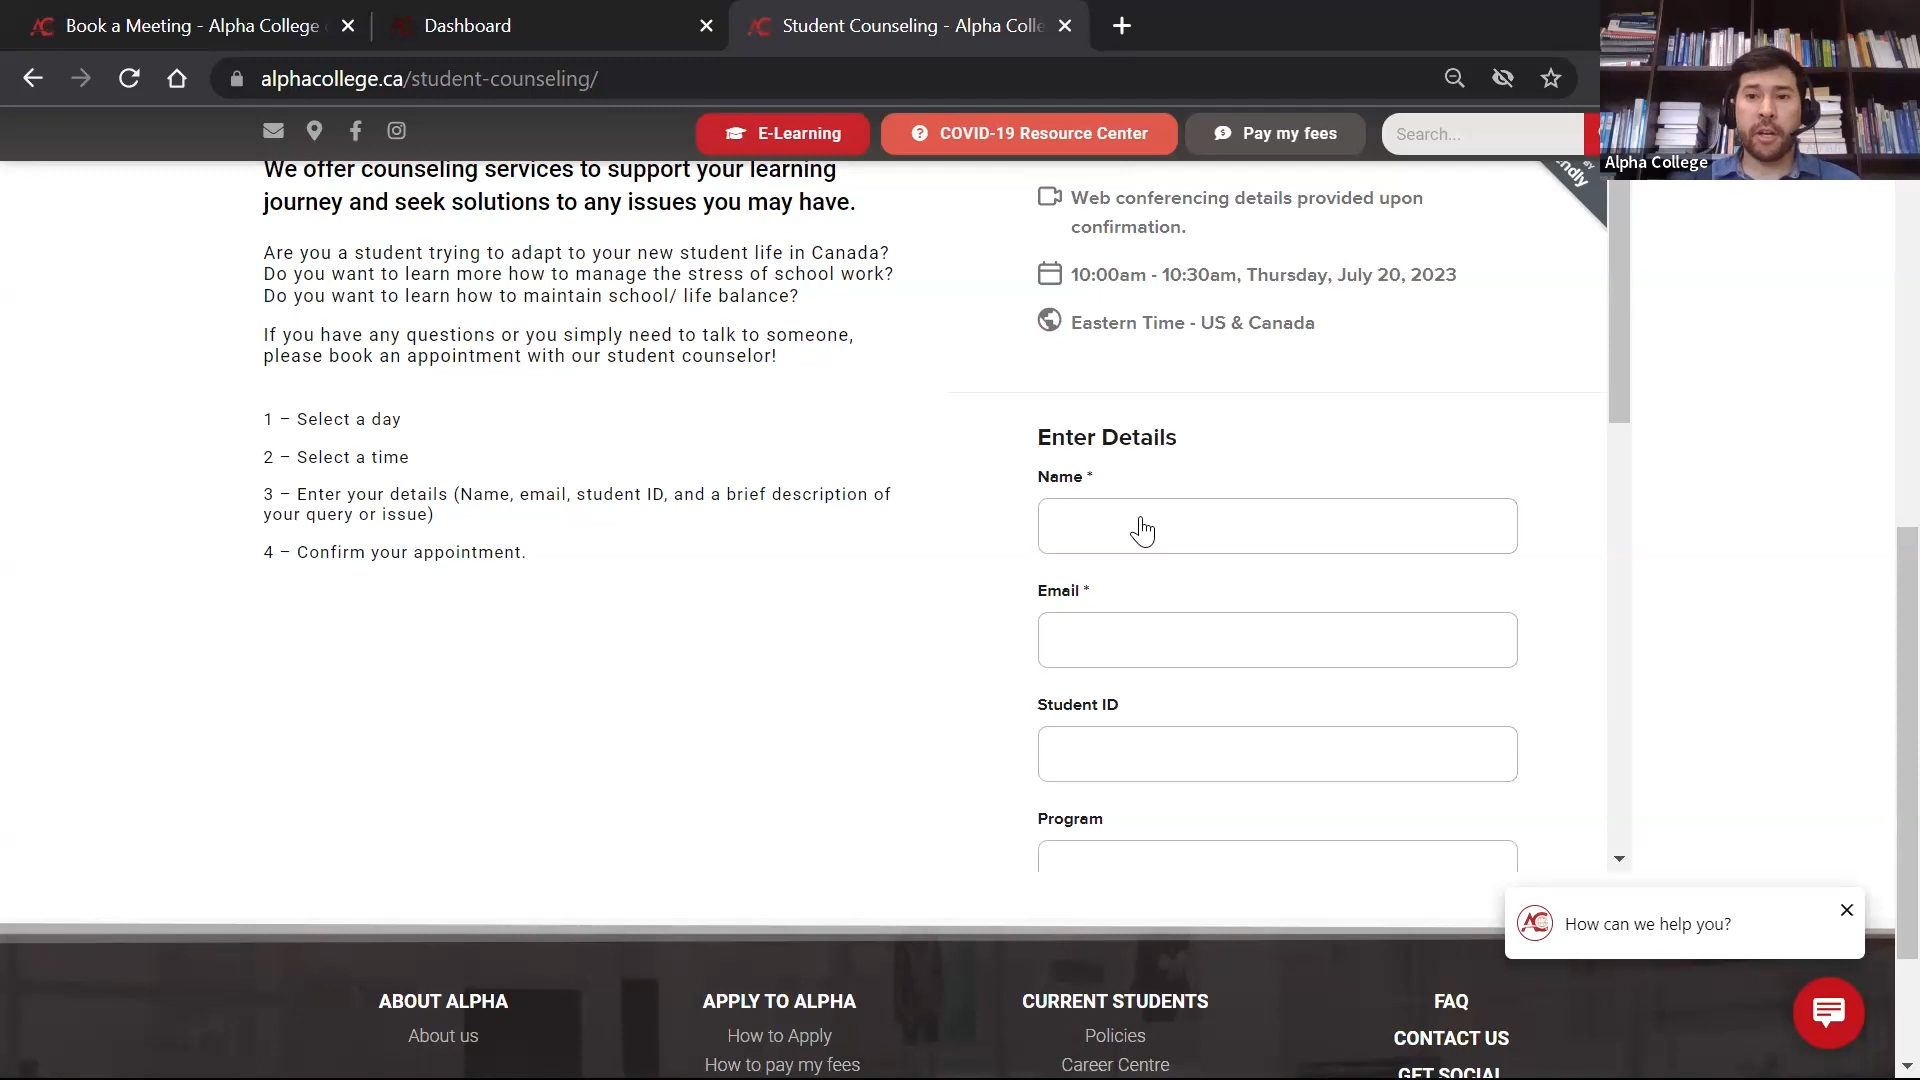 Book a Meeting - Alpha College
Dashboard
Student Counseling - Alpha Colle
alphacollege.ca/student-counseling/
E-Learning
COVID-19 Resource Center
Pay my fees
Search...
Alpha College
We offer counseling services to support your learning
journey and seek solutions to any issues you may have.
Are you a student trying to adapt to your new student life in Canada?
Do you want to learn more how to manage the stress of school work?
Do you want to learn how to maintain school/ life balance?
If you have any questions or you simply need to talk to someone,
please book an appointment with our student counselor!
1 – Select a day
2 – Select a time
3 – Enter your details (Name, email, student ID, and a brief description of
your query or issue)
4 – Confirm your appointment.
Web conferencing details provided upon
confirmation.
10:00am - 10:30am, Thursday, July 20, 2023
Eastern Time - US & Canada
Enter Details
Name *
Email *
Student ID
Program
How can we help you?
ABOUT ALPHA
About us
APPLY TO ALPHA
How to Apply
How to pay my fees
CURRENT STUDENTS
Policies
Career Centre
FAQ
CONTACT US
GET SOCIAL